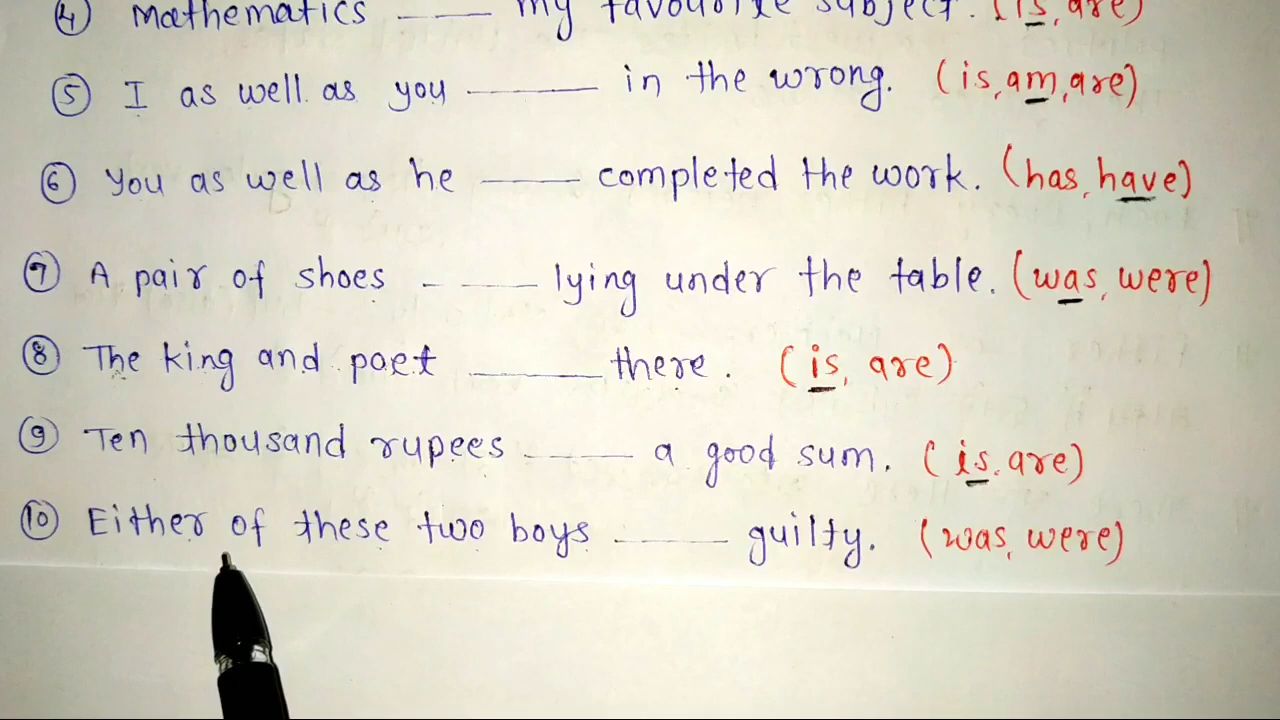 ④ Mathematics ____ my favourite subject. (is, are)
⑤ I as well as you ____ in the wrong. (is, am, are)
⑥ You as well as he ____ completed the work. (has, have)
⑦ A pair of shoes - ____ lying under the table. (was, were)
⑧ The king and poet ____ there. (is, are)
⑨ Ten thousand rupees ____ a good sum. (is, are)
⑩ Either of these two boys ____ guilty. (was, were)